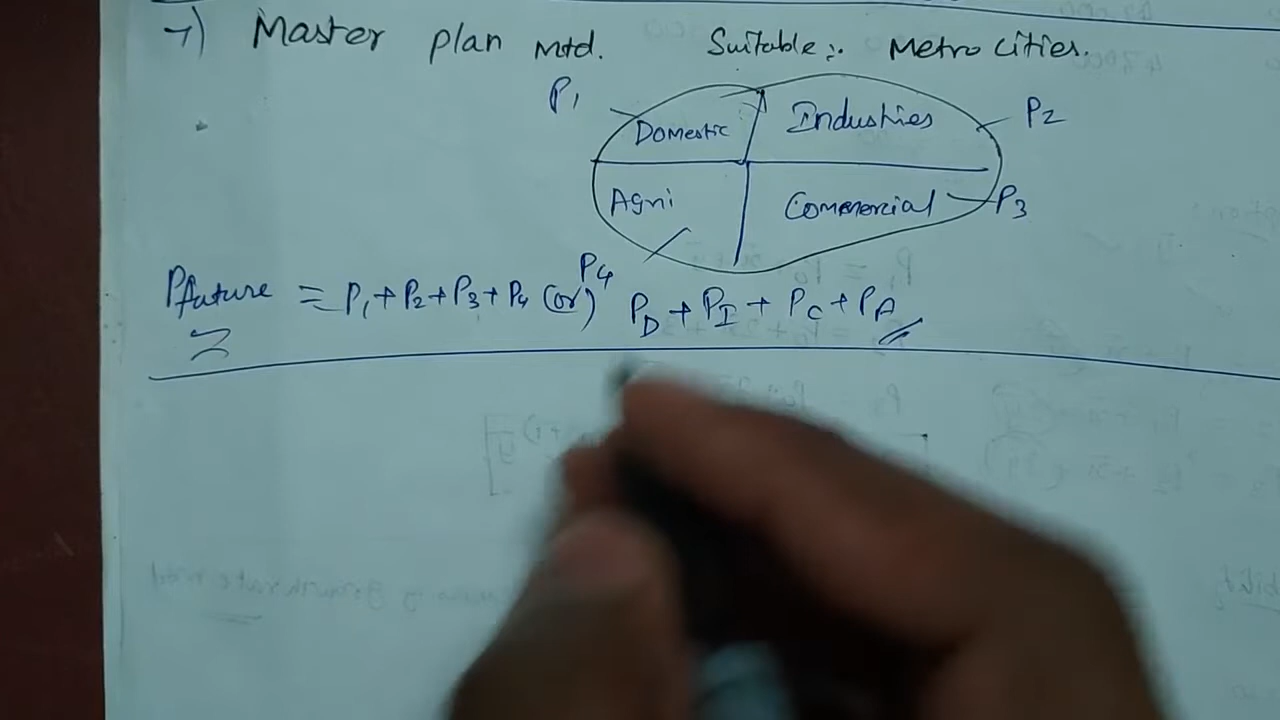 7) Master plan Mtd. Suitable:. Metro cities.
P1
Domestic Industries P2
Agri Commercial P3
P4
Pfuture = P1+P2+P3+P4 (or) PD + PI + PC + PA